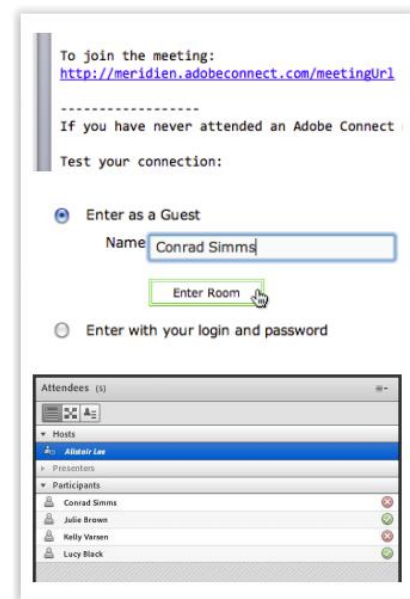 To join the meeting:
http://meridien.adobeconnect.com/meetingUrl
------------------
If you have never attended an Adobe Connect
Test your connection:
Enter as a Guest
Name Conrad Simms
Enter Room
Enter with your login and password
Attendees (5)
Hosts
Alistair Lee
Presenters
Participants
Conrad Simms
Julie Brown
Kelly Varsen
Lucy Black